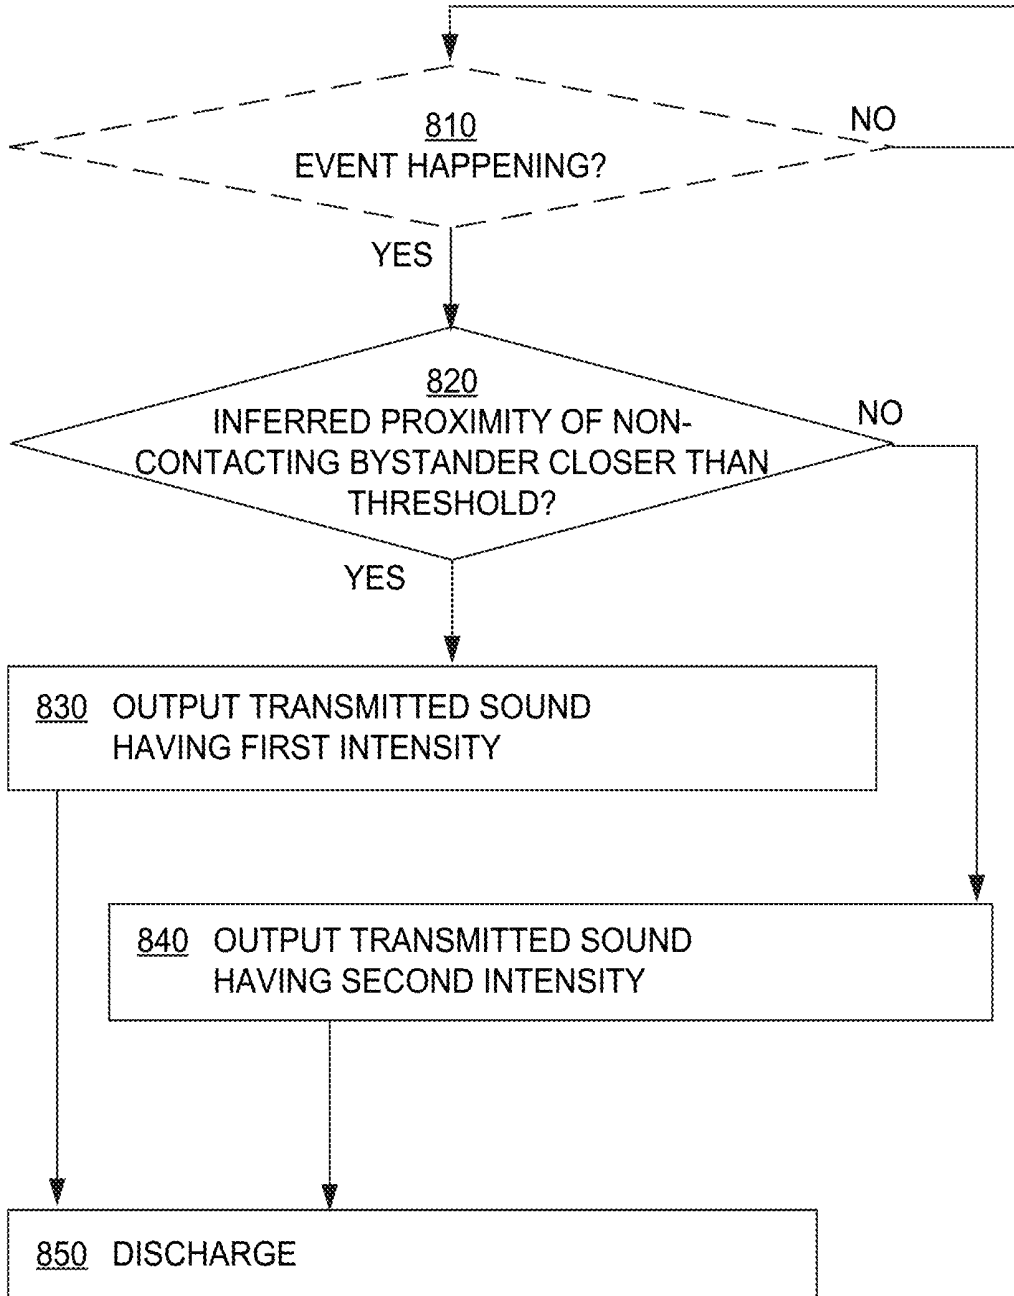 810
EVENT HAPPENING?
NO
YES
820
INFERRED PROXIMITY OF NON-
CONTACTING BYSTANDER CLOSER THAN
THRESHOLD?
NO
YES
830 OUTPUT TRANSMITTED SOUND
HAVING FIRST INTENSITY
840 OUTPUT TRANSMITTED SOUND
HAVING SECOND INTENSITY
850 DISCHARGE